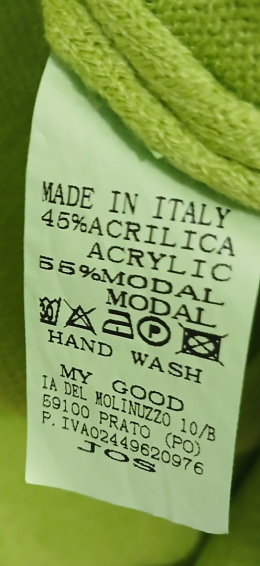 MADE IN ITALY
45%ACRILICA
ACRYLIC
55%MODAL
MODAL
P
HAND WASH
MY GOOD
IA DEL MOLINUZZO 10/B
59100 PRATO (PO)
P.IVA02449620976
JOS